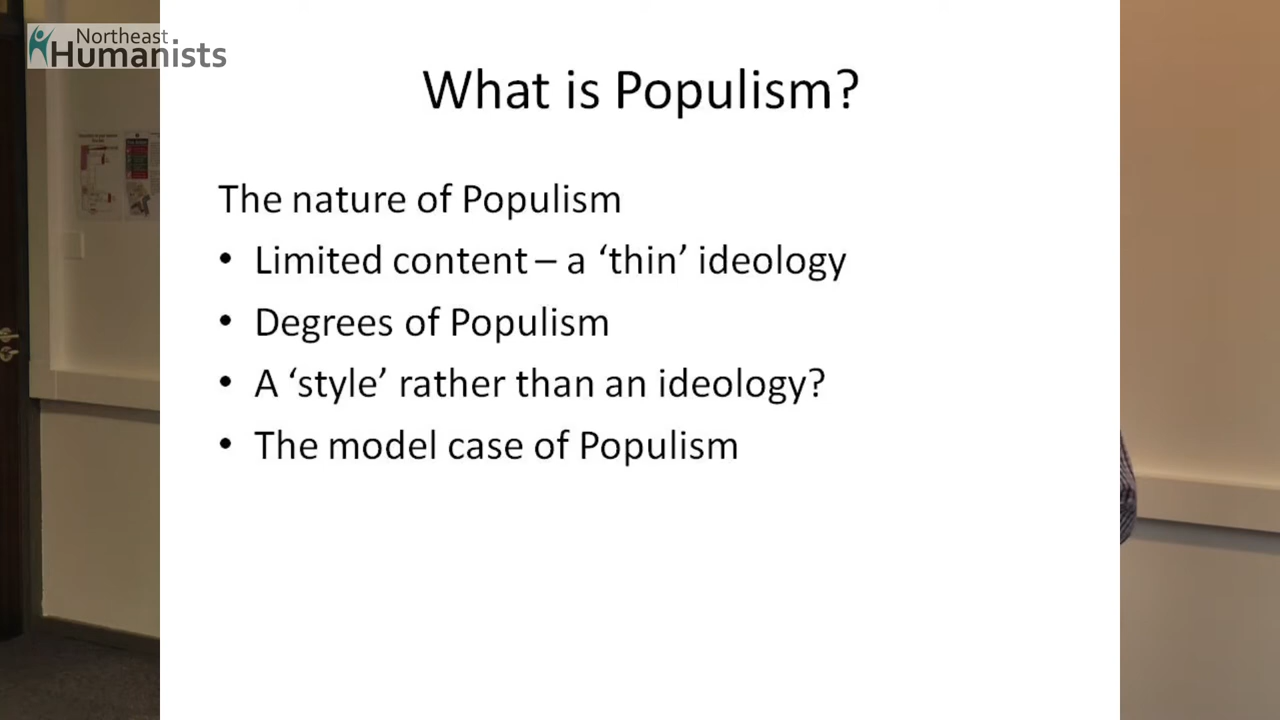 Northeast
Humanists
What is Populism?
The nature of Populism
• Limited content – a ‘thin’ ideology
• Degrees of Populism
• A ‘style’ rather than an ideology?
• The model case of Populism